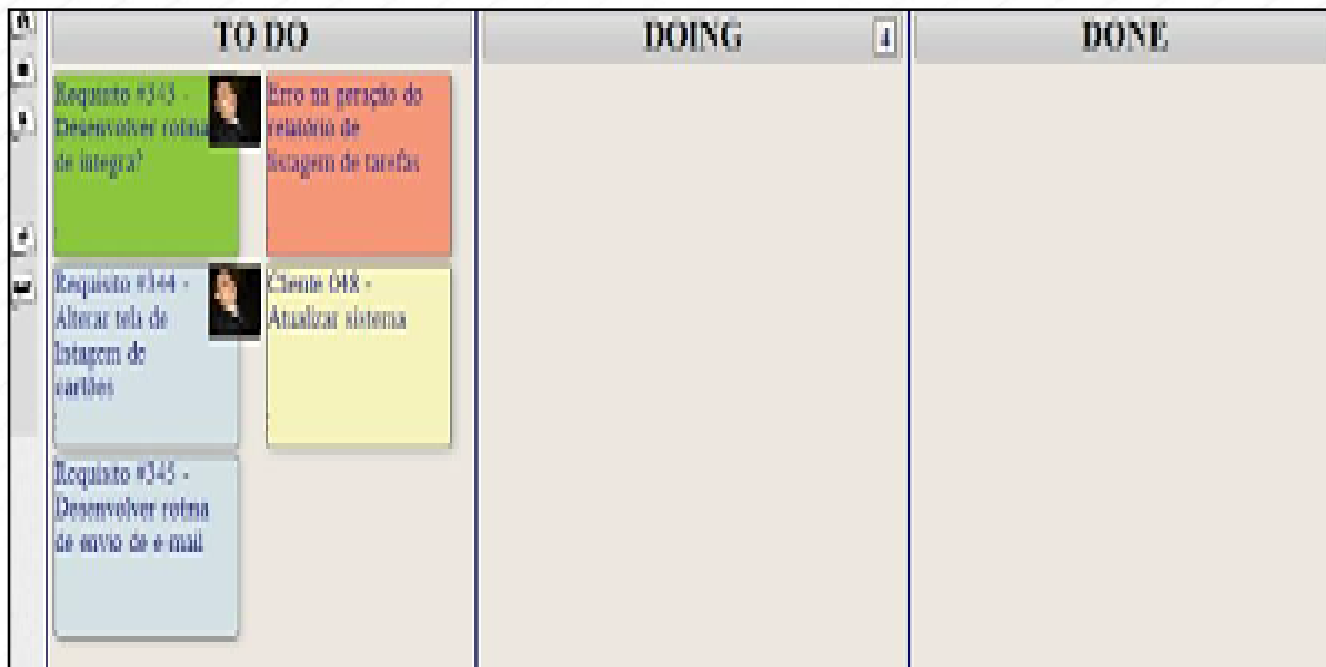 TO DO
DOING
DONE
Requisito #343 -
Desenvolver rotina
de integra?
Erro na geração do
relatório de
listagem de tarefas
Requisito #344 -
Alterar tela de
listagem de
cartões
Cliente 048 -
Atualizar sistema
Requisito #345 -
Desenvolver rotina
de envio de e-mail